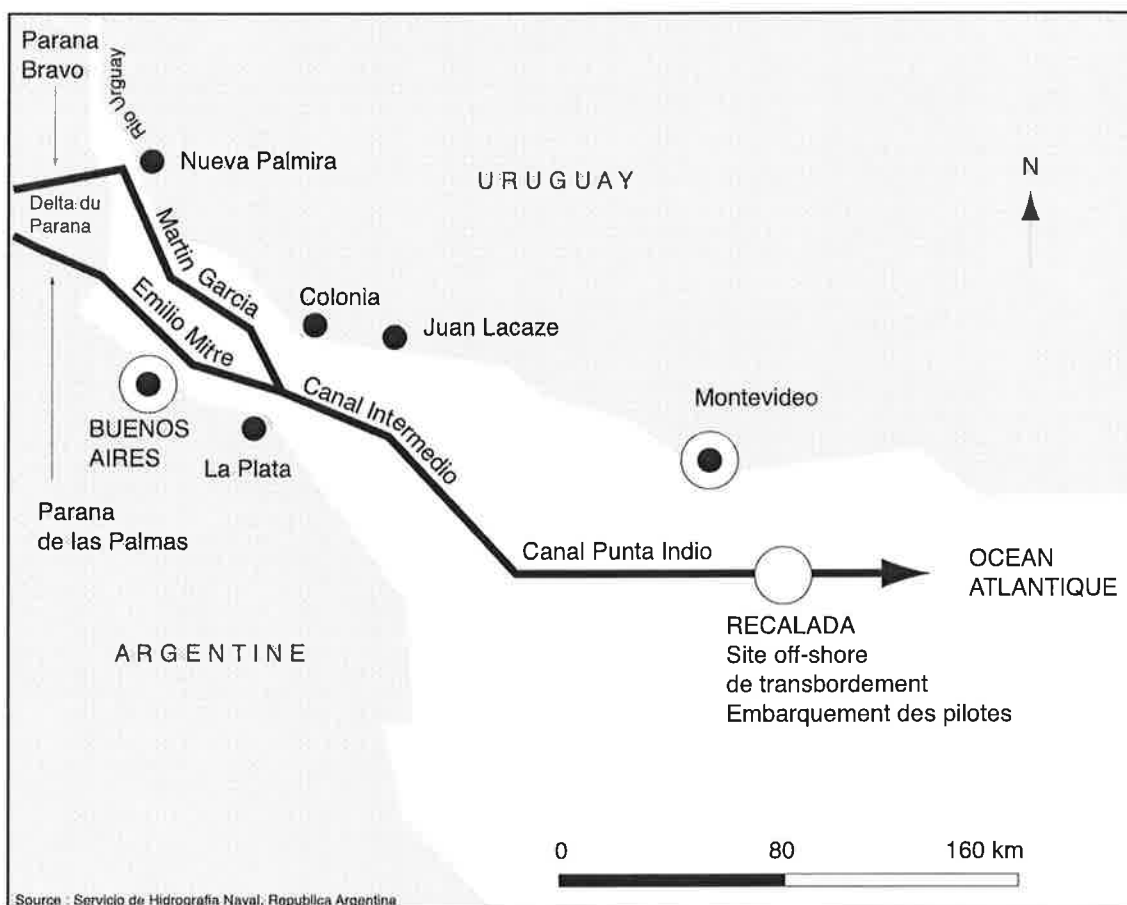 Parana
Bravo
Rio Urguay
Nueva Palmira
URUGUAY
N
Delta du
Parana
Martin Garcia
Emilio Mitre
Colonia
Juan Lacaze
Canal Intermedio
Montevideo
BUENOS
AIRES
La Plata
Parana
de las Palmas
Canal Punta Indio
OCEAN
ATLANTIQUE
RECALADA
Site off-shore
de transbordement
Embarquement des pilotes
ARGENTINE
0 80 160 km
Source : Servicio de Hidrografia Naval, Republica Argentina